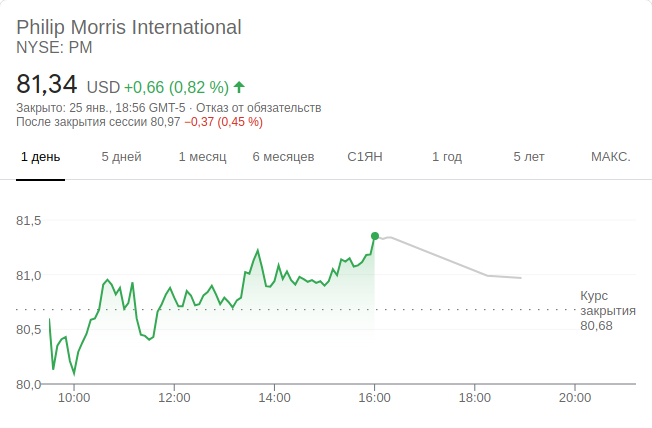 Philip Morris International
NYSE: PM
81,34 USD +0,66 (0,82 %)
Закрыто: 25 янв., 18:56 GMT-5 · Отказ от обязательств
После закрытия сессии 80,97 −0,37 (0,45 %)
1 день 5 дней 1 месяц 6 месяцев С1ЯН 1 год 5 лет МАКС.
81,5
81,0
Курс
закрытия
80,68
80,5
80,0
10:00 12:00 14:00 16:00 18:00 20:00